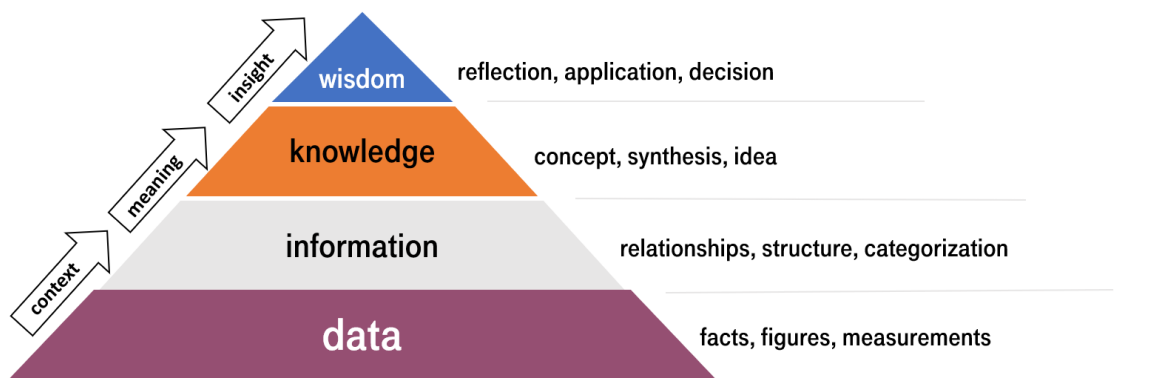 insight
wisdom
reflection, application, decision
meaning
knowledge
concept, synthesis, idea
context
information
relationships, structure, categorization
data
facts, figures, measurements